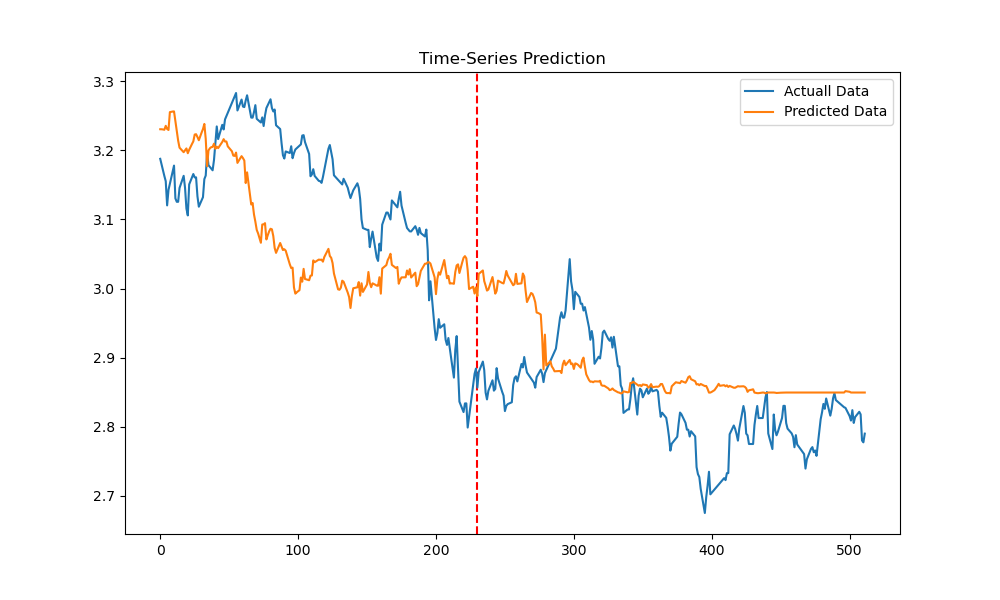 Time-Series Prediction
Actuall Data
Predicted Data
3.3
3.2
3.1
3.0
2.9
2.8
2.7
0 100 200 300 400 500